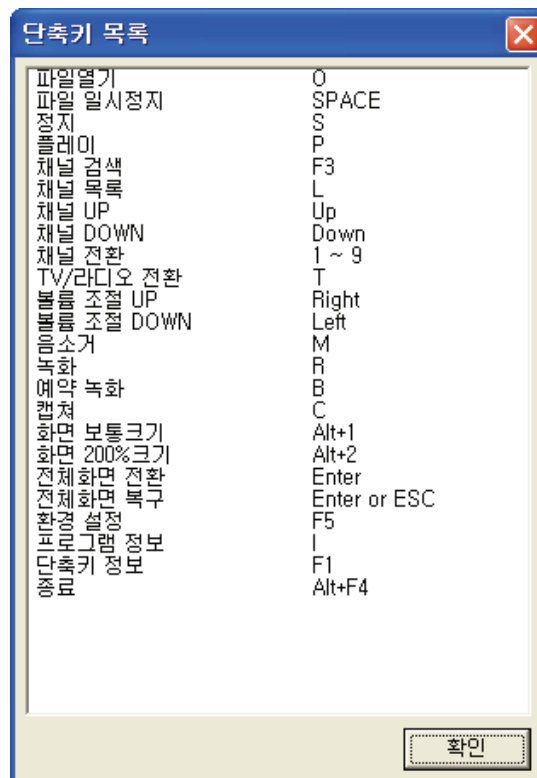 단축키 목록
파일열기 O
파일 일시정지 SPACE
정지 S
플레이 P
채널 검색 F3
채널 목록 L
채널 UP Up
채널 DOWN Down
채널 전환 1 ~ 9
TV/라디오 전환 T
볼륨 조절 UP Right
볼륨 조절 DOWN Left
음소거 M
녹화 R
예약 녹화 B
캡쳐 C
화면 보통크기 Alt+1
화면 200%크기 Alt+2
전체화면 전환 Enter
전체화면 복구 Enter or ESC
환경 설정 F5
프로그램 정보 I
단축키 정보 F1
종료 Alt+F4
확인